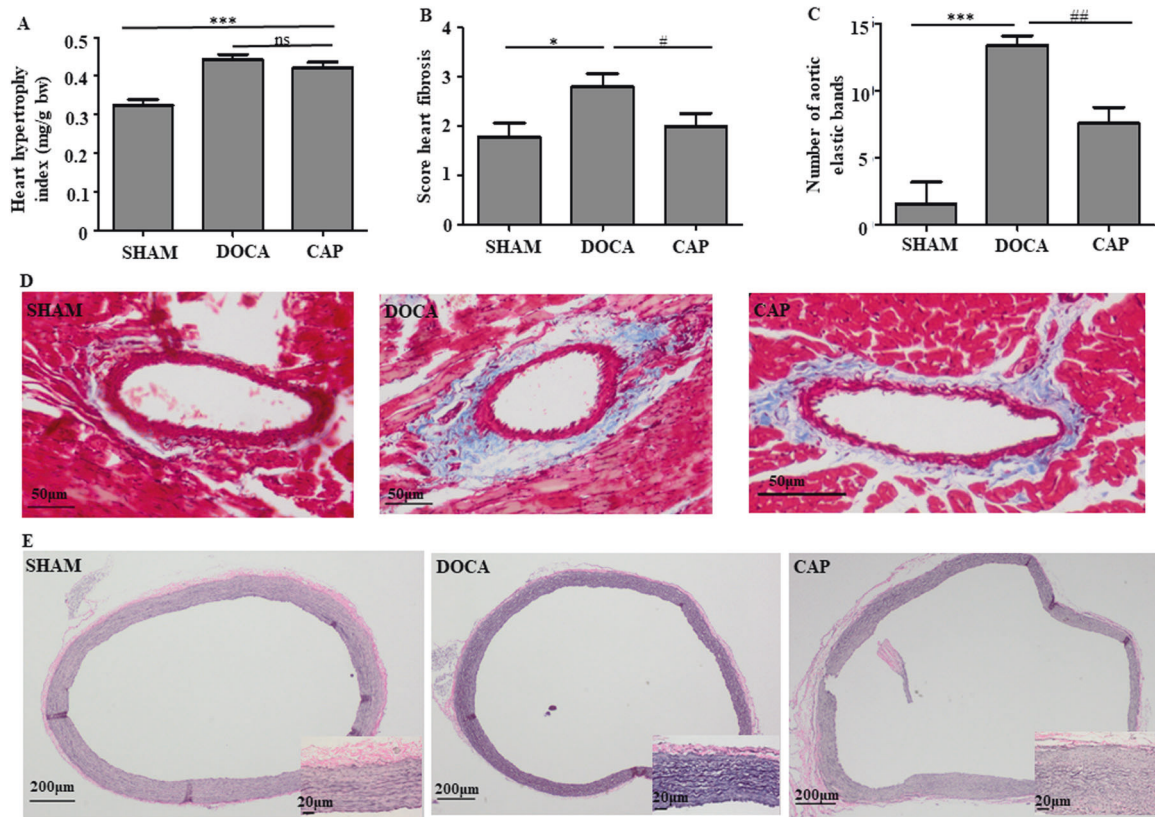 A
***
ns
Heart hypertrophy
index (mg/g bw)
0.5
0.4
0.3
0.2
0.1
0
SHAM DOCA CAP
B
* #
Score heart fibrosis
4
3
2
1
0
SHAM DOCA CAP
C
*** ##
Number of aortic
elastic bands
15
10
5
0
SHAM DOCA CAP
D
SHAM DOCA CAP
50µm 50µm 50µm
E
SHAM DOCA CAP
200µm 20µm 200µm 20µm 200µm 20µm